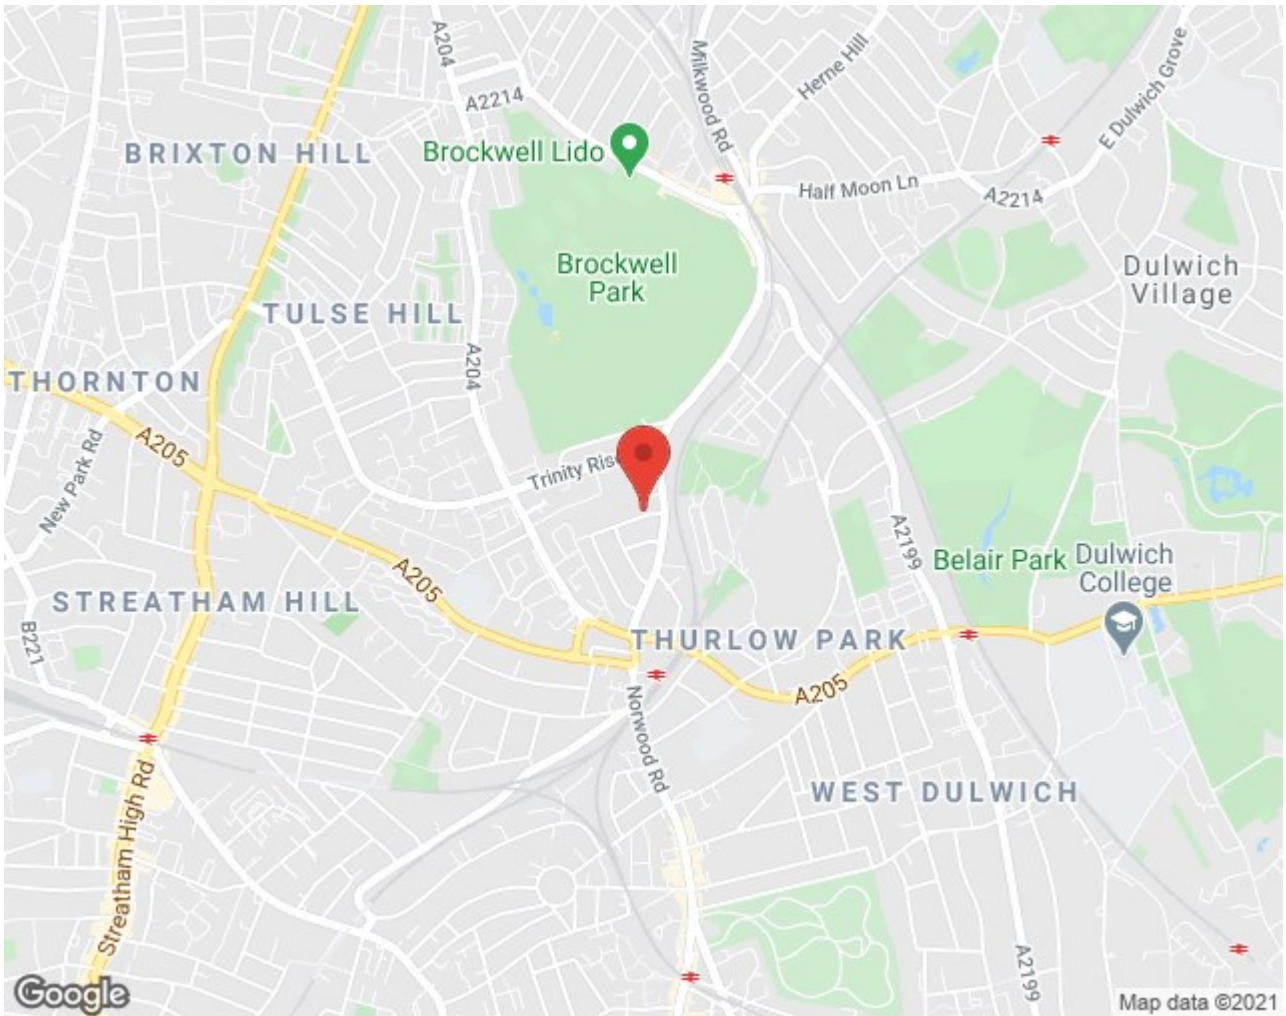 A204
Milkwood Rd
Herne Hill
E Dulwich Grove
A2214
BRIXTON HILL
Brockwell Lido
Half Moon Ln
A2214
Brockwell
Park
Dulwich
Village
TULSE HILL
A204
THORNTON
A205
New Park Rd
Trinity Rise
A2199
A205
Belair Park
Dulwich
College
STREATHAM HILL
B221
THURLOW PARK
A205
Norwood Rd
WEST DULWICH
Streatham High Rd
A2199
Google
Map data ©2021